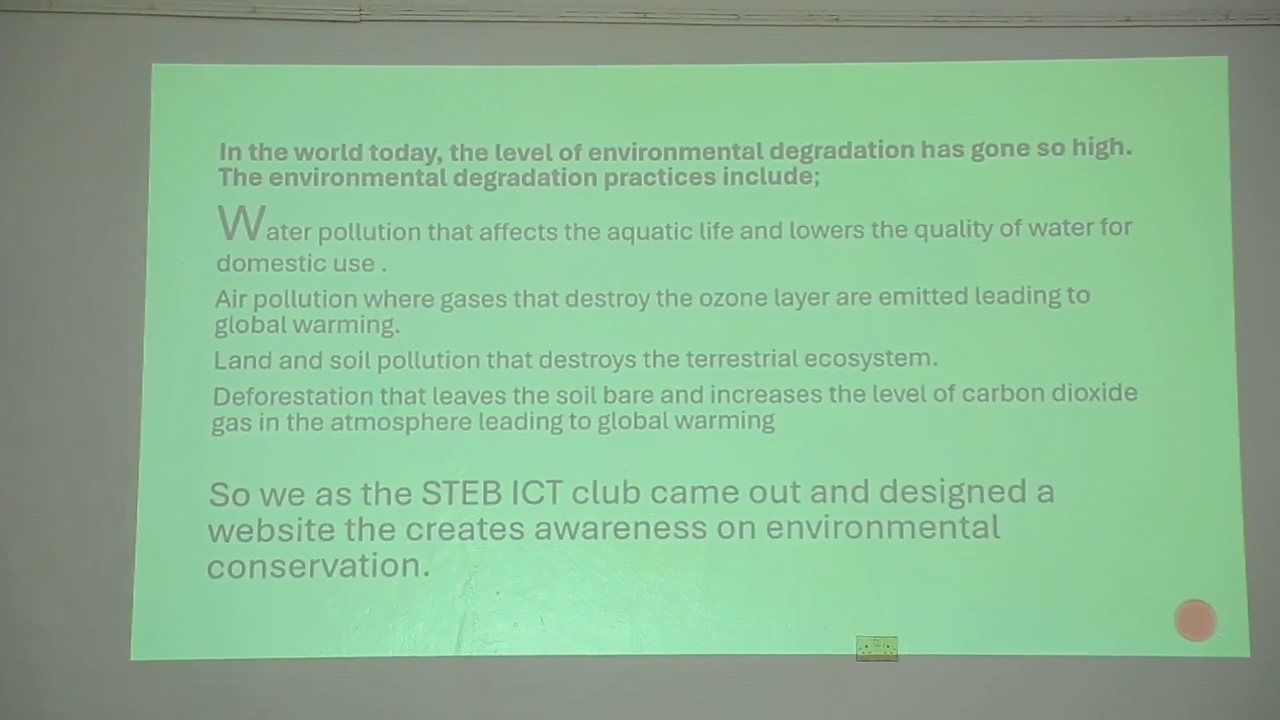 In the world today, the level of environmental degradation has gone so high.
The environmental degradation practices include;
Water pollution that affects the aquatic life and lowers the quality of water for
domestic use .
Air pollution where gases that destroy the ozone layer are emitted leading to
global warming.
Land and soil pollution that destroys the terrestrial ecosystem.
Deforestation that leaves the soil bare and increases the level of carbon dioxide
gas in the atmosphere leading to global warming
So we as the STEB ICT club came out and designed a
website the creates awareness on environmental
conservation.